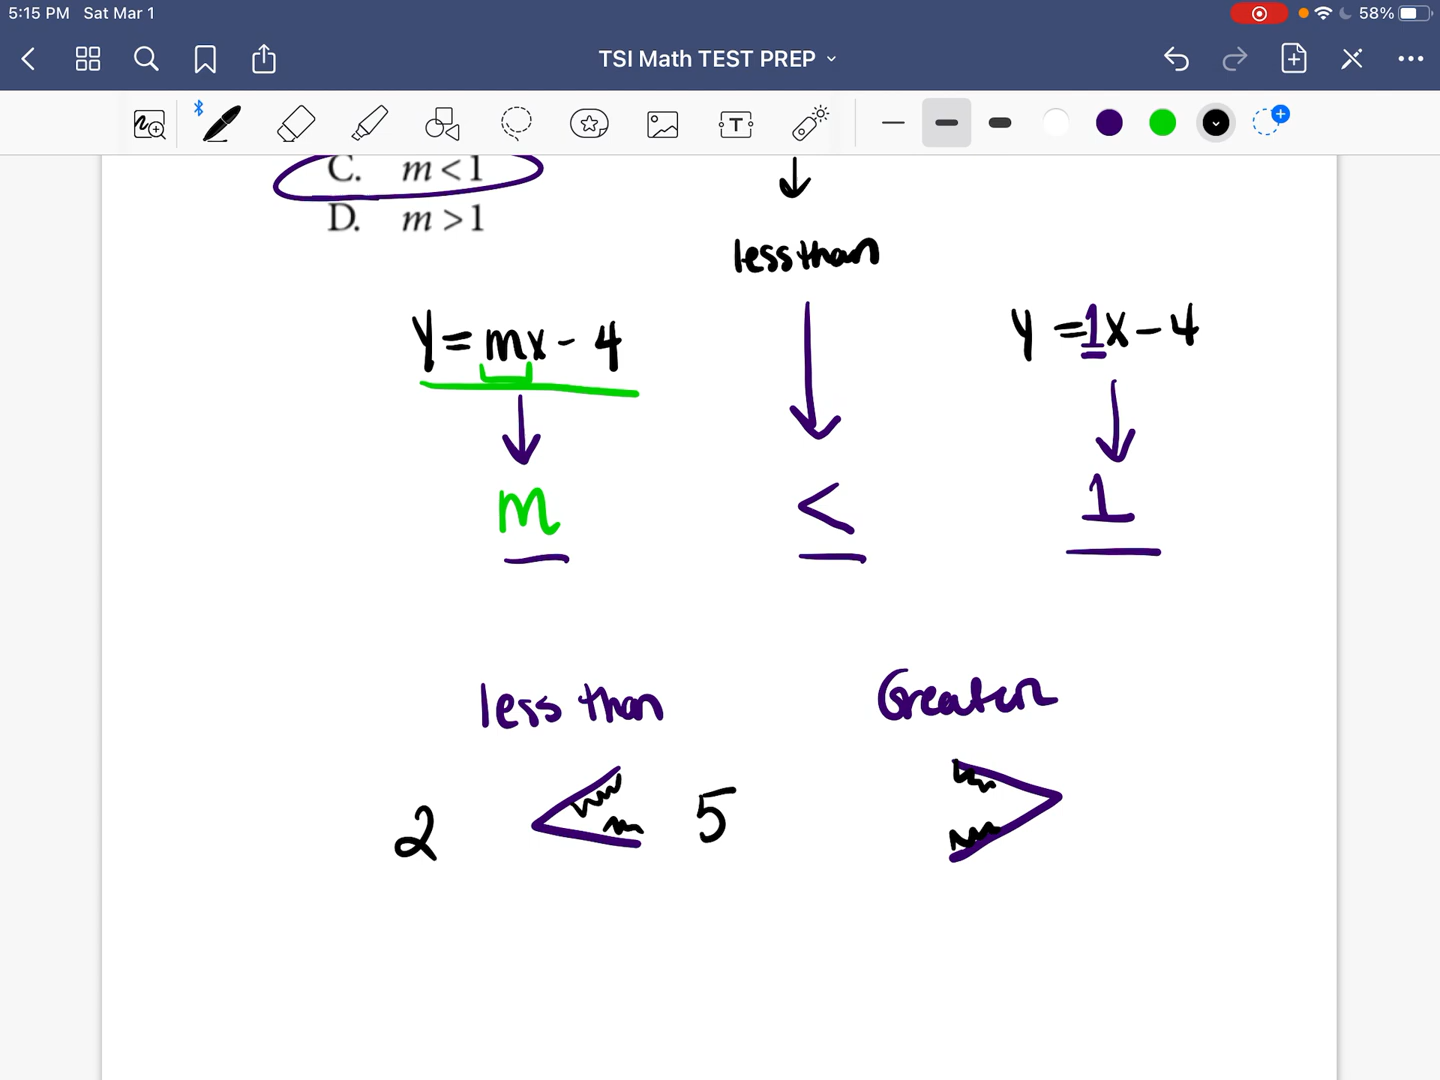 5:15 PM Sat Mar 1
58%
TSI Math TEST PREP
T
C. m < 1
D. m > 1
less than
y = mx - 4
y = 1x - 4
m < 1
less than
Greater
2 < 5 >